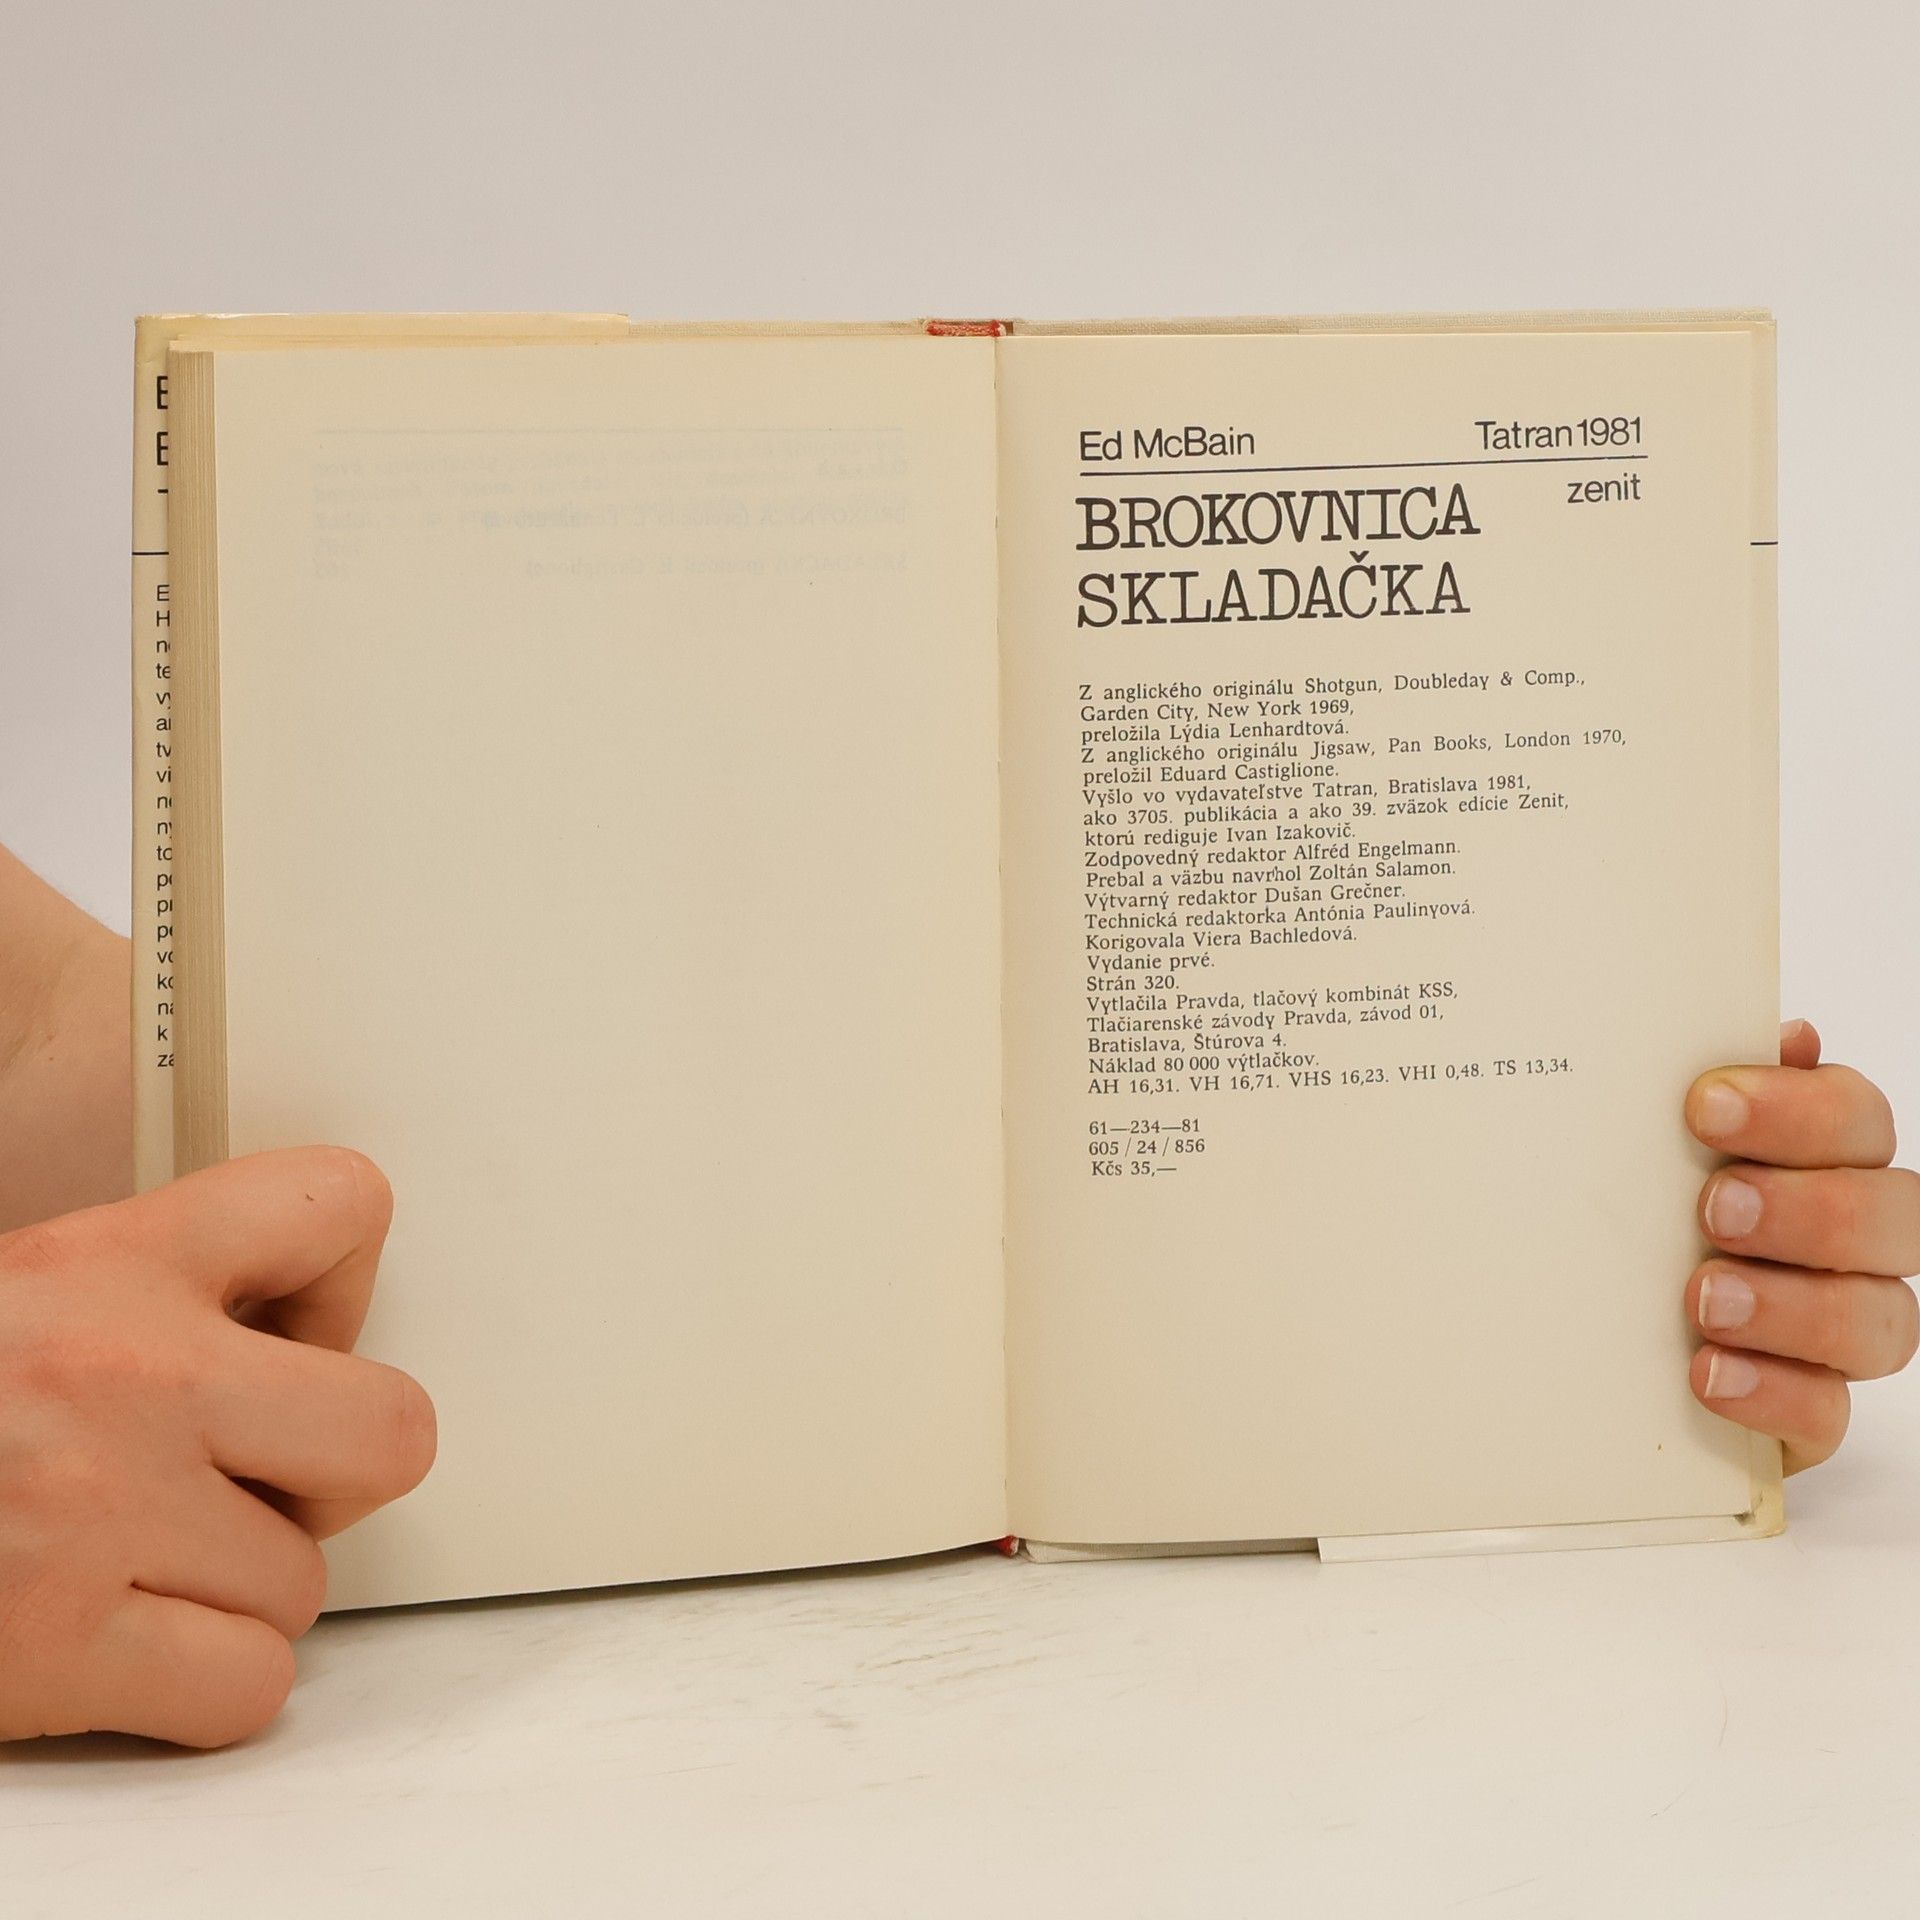 Ed McBain Tatran 1981
zenit
BROKOVNICA
SKLADAČKA
Z anglického originálu Shotgun, Doubleday & Comp.,
Garden City, New York 1969,
preložila Lýdia Lenhardtová.
Z anglického originálu Jigsaw, Pan Books, London 1970,
preložil Eduard Castiglione.
Vyšlo vo vydavateľstve Tatran, Bratislava 1981,
ako 3705. publikácia a ako 39. zväzok edície Zenit,
ktorú rediguje Ivan Izakovič.
Zodpovedný redaktor Alfréd Engelmann.
Prebal a väzbu navrhol Zoltán Salamon.
Výtvarný redaktor Dušan Grečner.
Technická redaktorka Antónia Paulinyová.
Korigovala Viera Bachledová.
Vydanie prvé.
Strán 320.
Vytlačila Pravda, tlačový kombinát KSS,
Tlačiarenské závody Pravda, závod 01,
Bratislava, Štúrova 4.
Náklad 80 000 výtlačkov.
AH 16,31. VH 16,71. VHS 16,23. VHI 0,48. TS 13,34.
61—234—81
605 / 24 / 856
Kčs 35,—